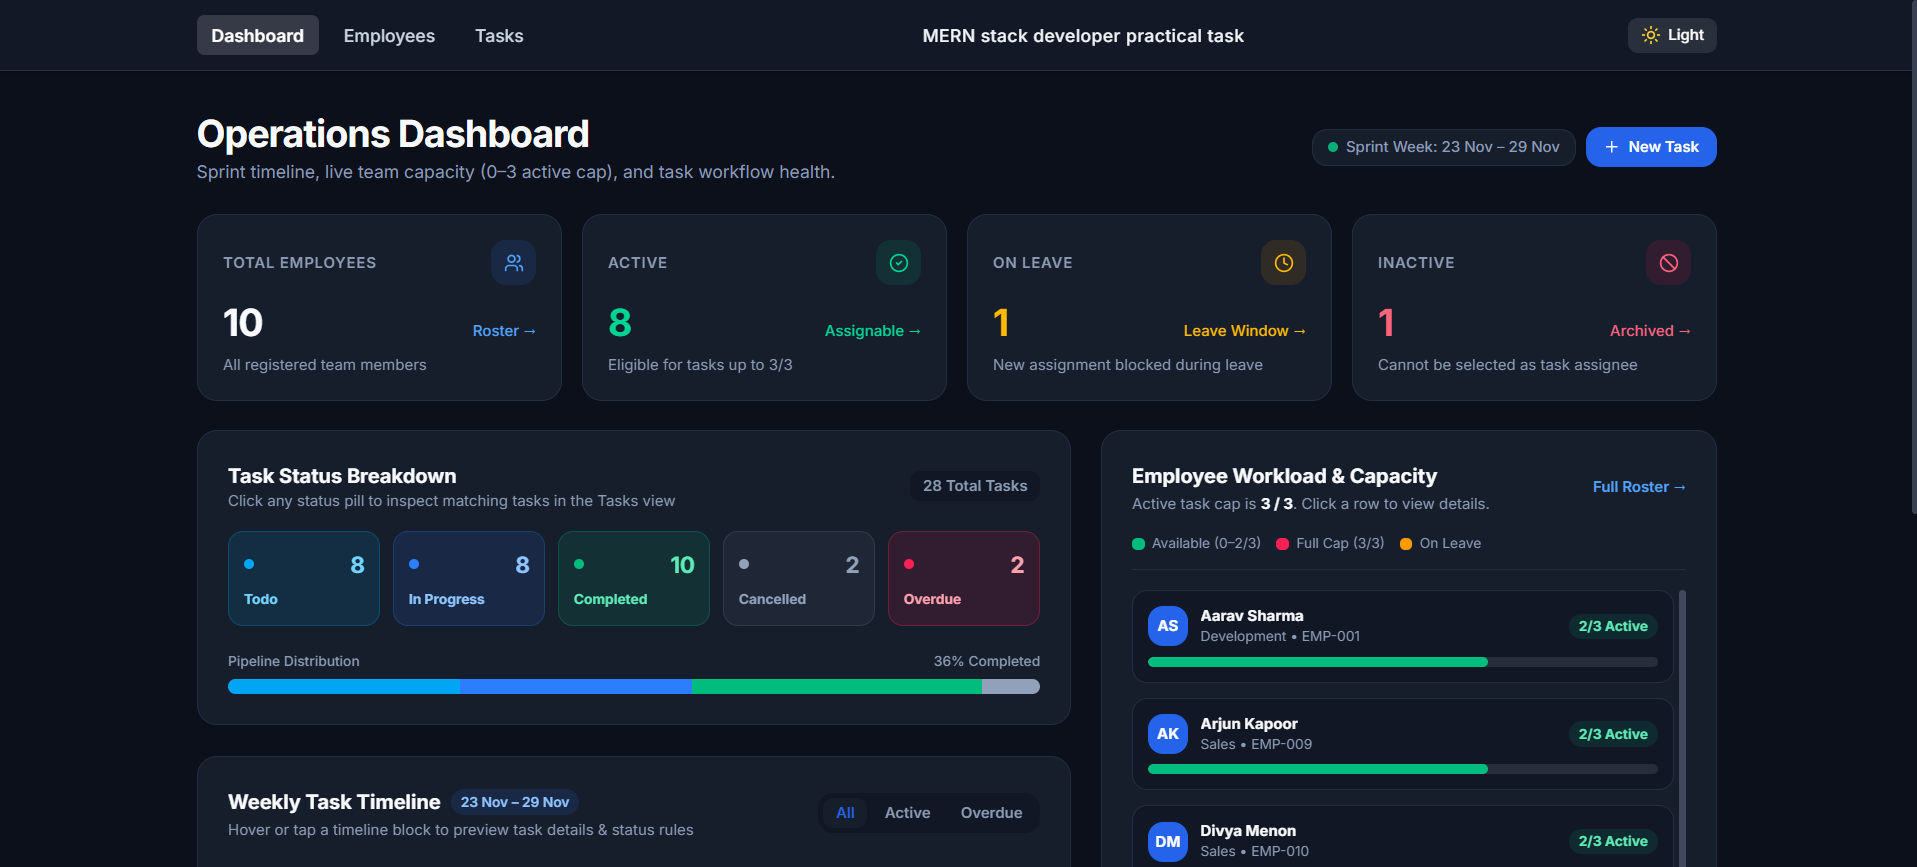 Dashboard Employees Tasks MERN stack developer practical task Light
Operations Dashboard
Sprint timeline, live team capacity (0–3 active cap), and task workflow health.
Sprint Week: 23 Nov – 29 Nov
+ New Task
TOTAL EMPLOYEES
10
Roster →
All registered team members
ACTIVE
8
Assignable →
Eligible for tasks up to 3/3
ON LEAVE
1
Leave Window →
New assignment blocked during leave
INACTIVE
1
Archived →
Cannot be selected as task assignee
Task Status Breakdown
Click any status pill to inspect matching tasks in the Tasks view
28 Total Tasks
8
Todo
8
In Progress
10
Completed
2
Cancelled
2
Overdue
Pipeline Distribution
36% Completed
Weekly Task Timeline 23 Nov – 29 Nov
Hover or tap a timeline block to preview task details & status rules
All Active Overdue
Employee Workload & Capacity
Active task cap is 3 / 3. Click a row to view details.
Full Roster →
Available (0–2/3) Full Cap (3/3) On Leave
AS
Aarav Sharma
Development • EMP-001
2/3 Active
AK
Arjun Kapoor
Sales • EMP-009
2/3 Active
DM
Divya Menon
Sales • EMP-010
2/3 Active